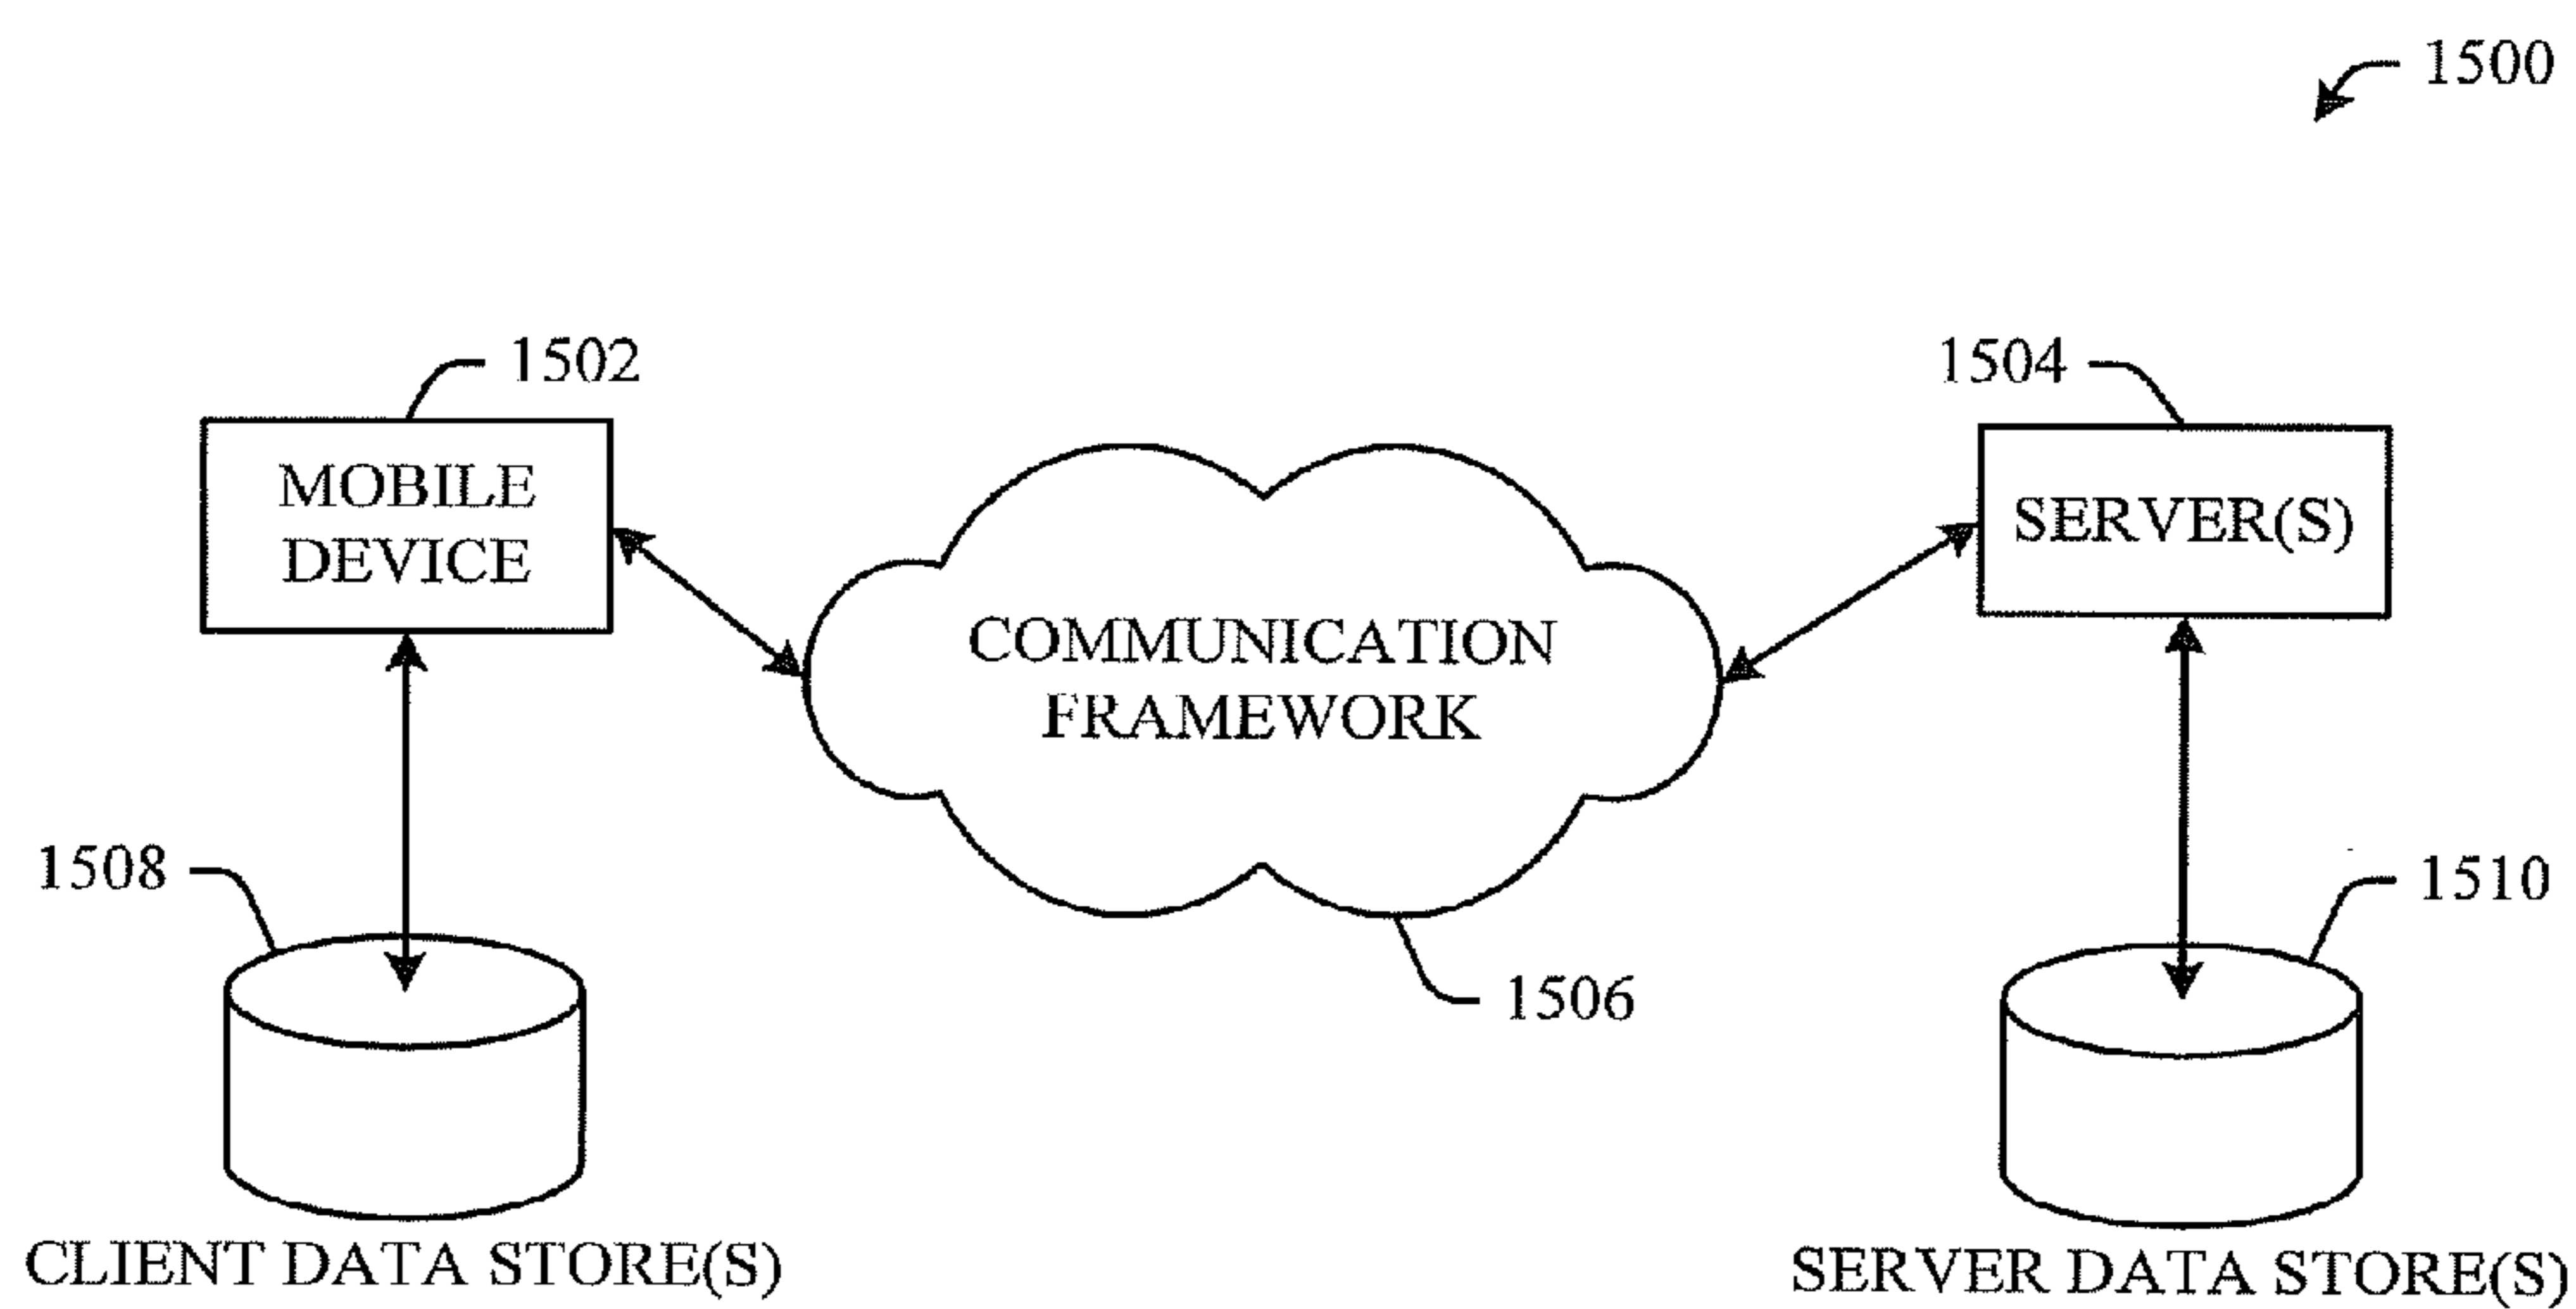 1500
1502
1504
MOBILE
DEVICE
SERVER(S)
COMMUNICATION
FRAMEWORK
1508
1510
1506
CLIENT DATA STORE(S)
SERVER DATA STORE(S)